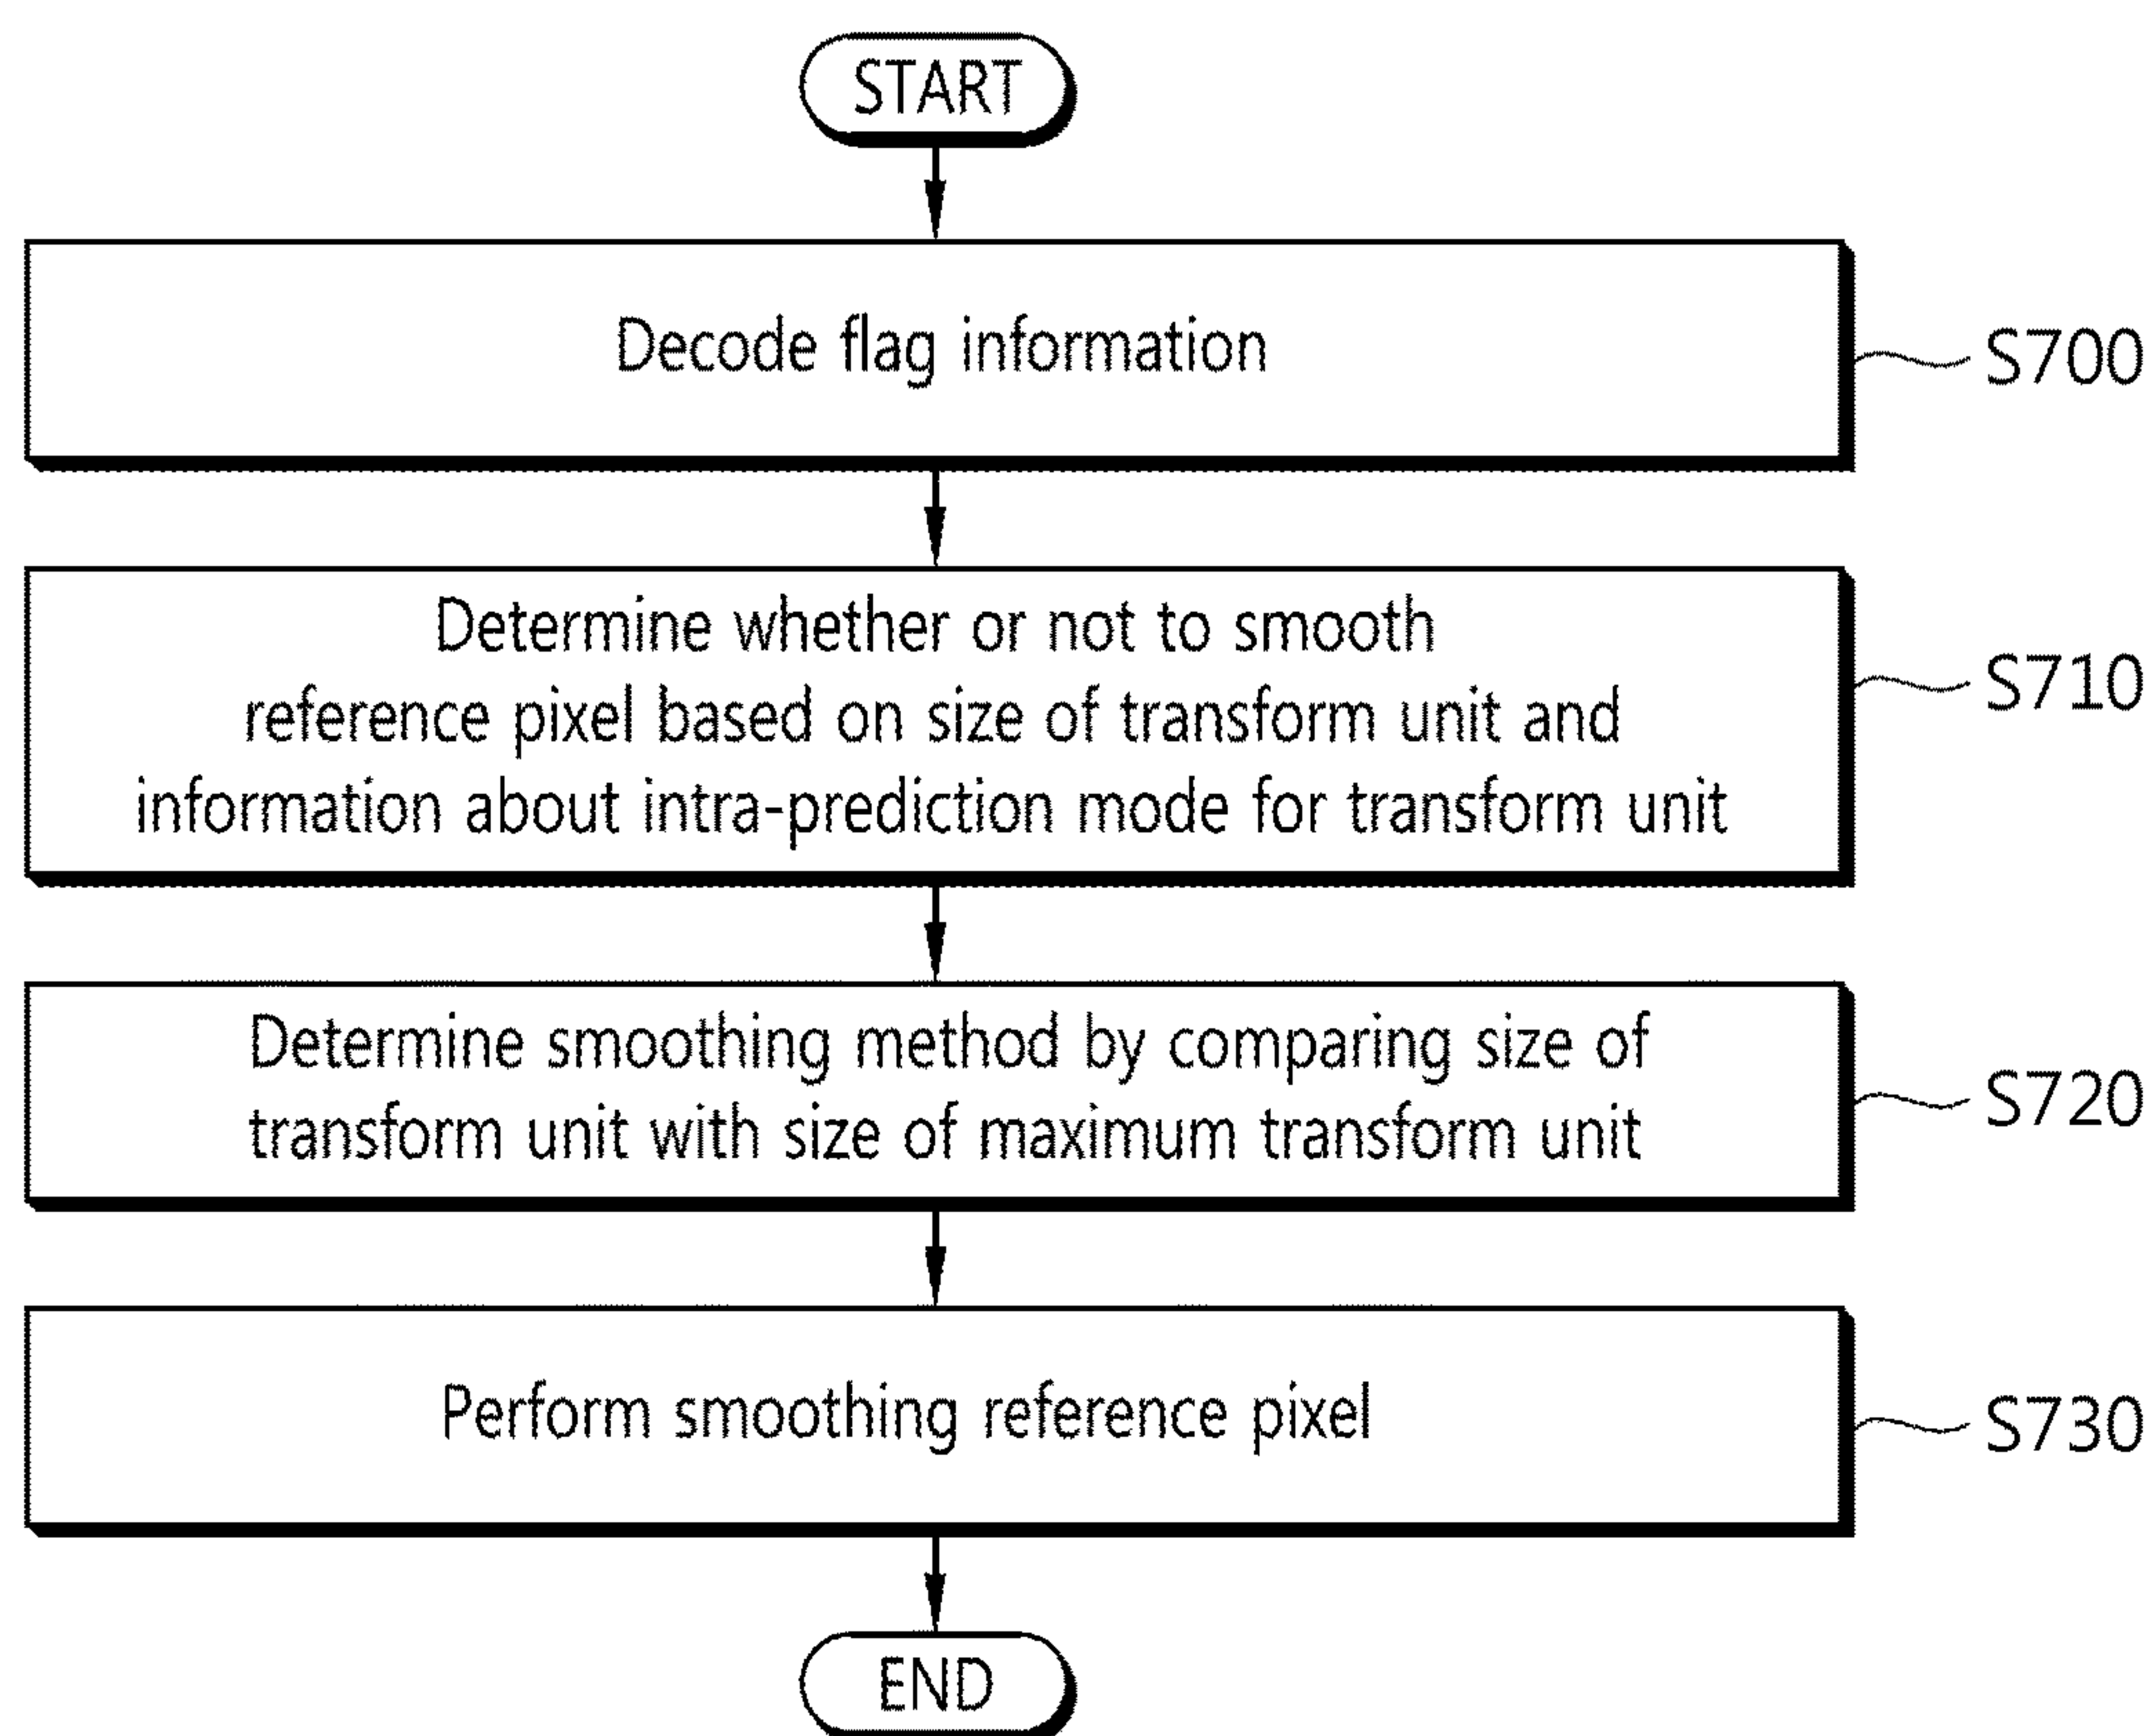 START
Decode flag information
S700
Determine whether or not to smooth
reference pixel based on size of transform unit and
information about intra-prediction mode for transform unit
S710
Determine smoothing method by comparing size of
transform unit with size of maximum transform unit
S720
Perform smoothing reference pixel
S730
END